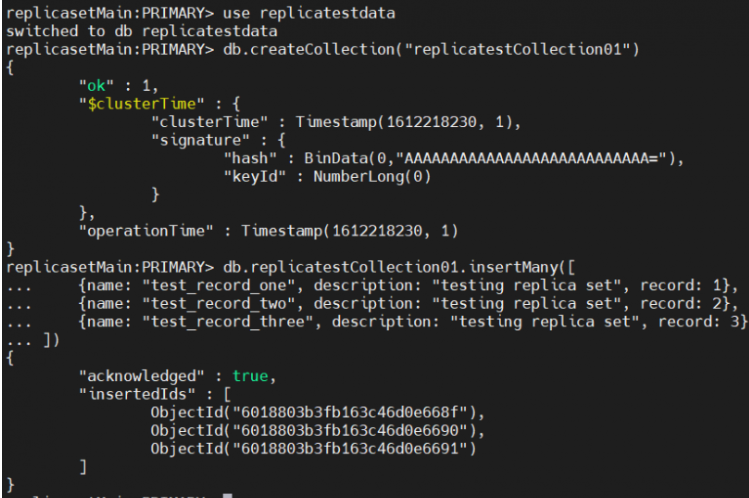 replicasetMain:PRIMARY> use replicatestdata
switched to db replicatestdata
replicasetMain:PRIMARY> db.createCollection("replicatestCollection01")
{
        "ok" : 1,
        "$clusterTime" : {
                "clusterTime" : Timestamp(1612218230, 1),
                "signature" : {
                        "hash" : BinData(0,"AAAAAAAAAAAAAAAAAAAAAAAAAAA="),
                        "keyId" : NumberLong(0)
                }
        },
        "operationTime" : Timestamp(1612218230, 1)
}
replicasetMain:PRIMARY> db.replicatestCollection01.insertMany([
...     {name: "test_record_one", description: "testing replica set", record: 1},
...     {name: "test_record_two", description: "testing replica set", record: 2},
...     {name: "test_record_three", description: "testing replica set", record: 3}
... ])
{
        "acknowledged" : true,
        "insertedIds" : [
                ObjectId("6018803b3fb163c46d0e668f"),
                ObjectId("6018803b3fb163c46d0e6690"),
                ObjectId("6018803b3fb163c46d0e6691")
        ]
}